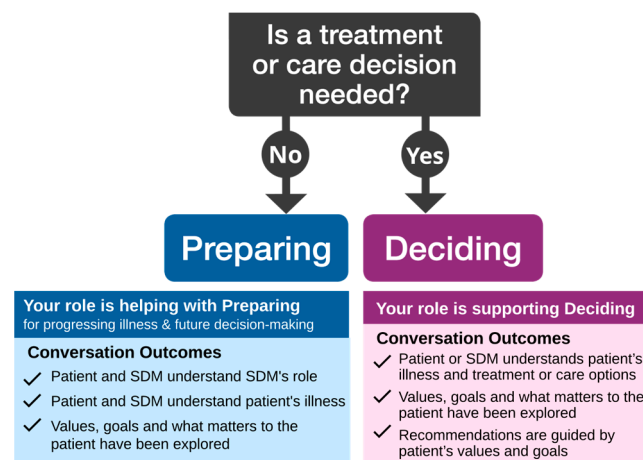 Is a treatment
or care decision
needed?
No
Yes
Preparing
Deciding
Your role is helping with Preparing
for progressing illness & future decision-making
Conversation Outcomes
Patient and SDM understand SDM's role
Patient and SDM understand patient's illness
Values, goals and what matters to the
patient have been explored
Your role is supporting Deciding
Conversation Outcomes
Patient or SDM understands patient's
illness and treatment or care options
Values, goals and what matters to the
patient have been explored
Recommendations are guided by
patient's values and goals